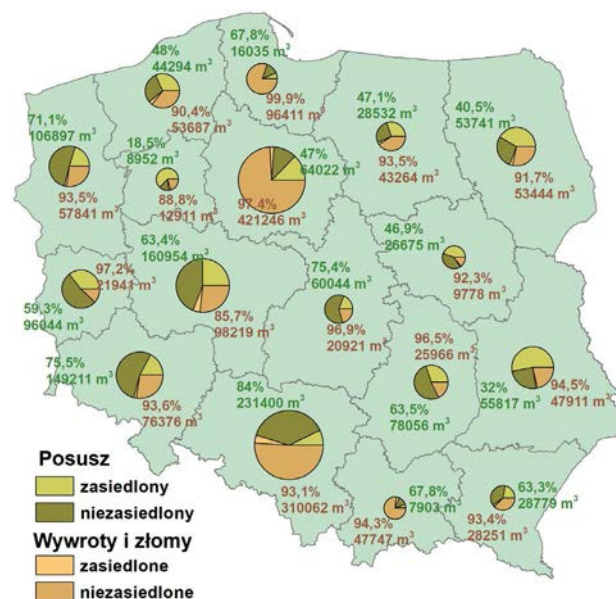 67,8%
16035 m³
48%
44294 m³
99,9%
96411 m³
90,4%
53687 m³
47,1%
28532 m³
40,5%
53741 m³
71,1%
106897 m³
18,5%
8952 m³
47%
64022 m³
93,5%
43264 m³
91,7%
53444 m³
93,5%
57841 m³
88,8%
12911 m³
97,4%
421246 m³
46,9%
26675 m³
63,4%
160954 m³
75,4%
60044 m³
97,2%
21941 m³
92,3%
9778 m³
59,3%
96044 m³
85,7%
98219 m³
96,9%
20921 m³
96,5%
25966 m³
75,5%
149211 m³
93,6%
76376 m³
84%
231400 m³
63,5%
78056 m³
32%
55817 m³
94,5%
47911 m³
93,1%
310062 m³
67,8%
7903 m³
94,3%
47747 m³
63,3%
28779 m³
93,4%
28251 m³
Posusz
zasiedlony
niezasiedlony
Wywroty i złomy
zasiedlone
niezasiedlone